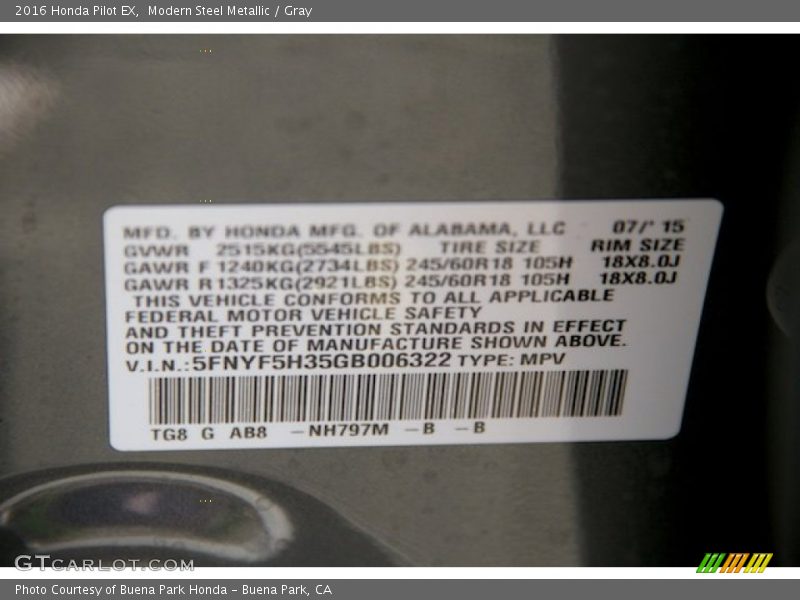 2016 Honda Pilot EX,  Modern Steel Metallic / Gray
MFD. BY HONDA MFG. OF ALABAMA, LLC 07/' 15
GVWR 2515KG(5545LBS) TIRE SIZE RIM SIZE
GAWR F 1240KG(2734LBS) 245/60R18 105H 18X8.0J
GAWR R 1325KG(2921LBS) 245/60R18 105H 18X8.0J
THIS VEHICLE CONFORMS TO ALL APPLICABLE
FEDERAL MOTOR VEHICLE SAFETY
AND THEFT PREVENTION STANDARDS IN EFFECT
ON THE DATE OF MANUFACTURE SHOWN ABOVE.
V.I.N.: 5FNYF5H35GB006322 TYPE: MPV
TG8 G AB8 -NH797M -B -B
GTCARLOT.COM
Photo Courtesy of Buena Park Honda - Buena Park, CA